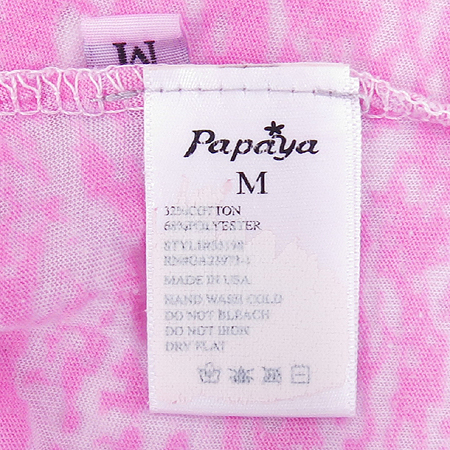 M
Papaya
M
32%COTTON
68%POLYESTER
MADE IN USA
HAND WASH COLD
DO NOT BLEACH
DO NOT IRON
DRY FLAT